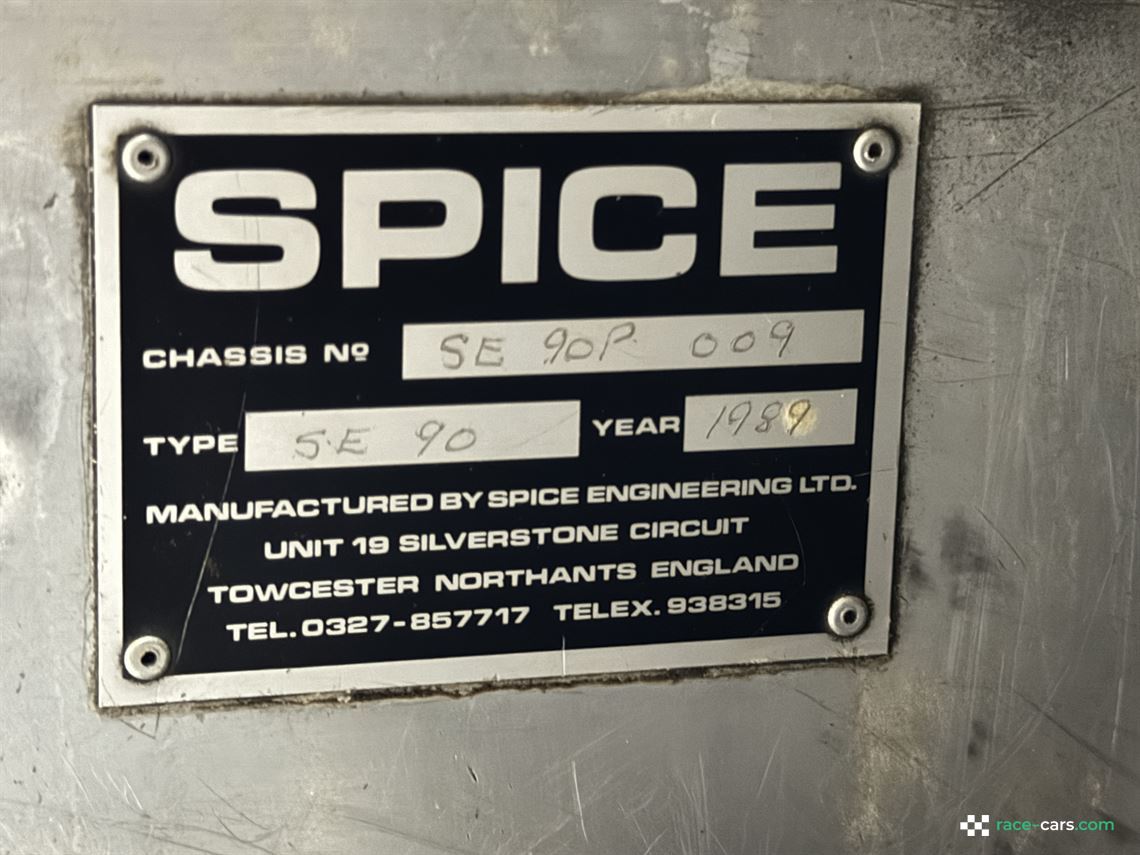 SPICE
CHASSIS Nº SE 90P 009
TYPE SE 90 YEAR 1989
MANUFACTURED BY SPICE ENGINEERING LTD.
UNIT 19 SILVERSTONE CIRCUIT
TOWCESTER NORTHANTS ENGLAND
TEL. 0327-857717 TELEX. 938315
race-cars.com